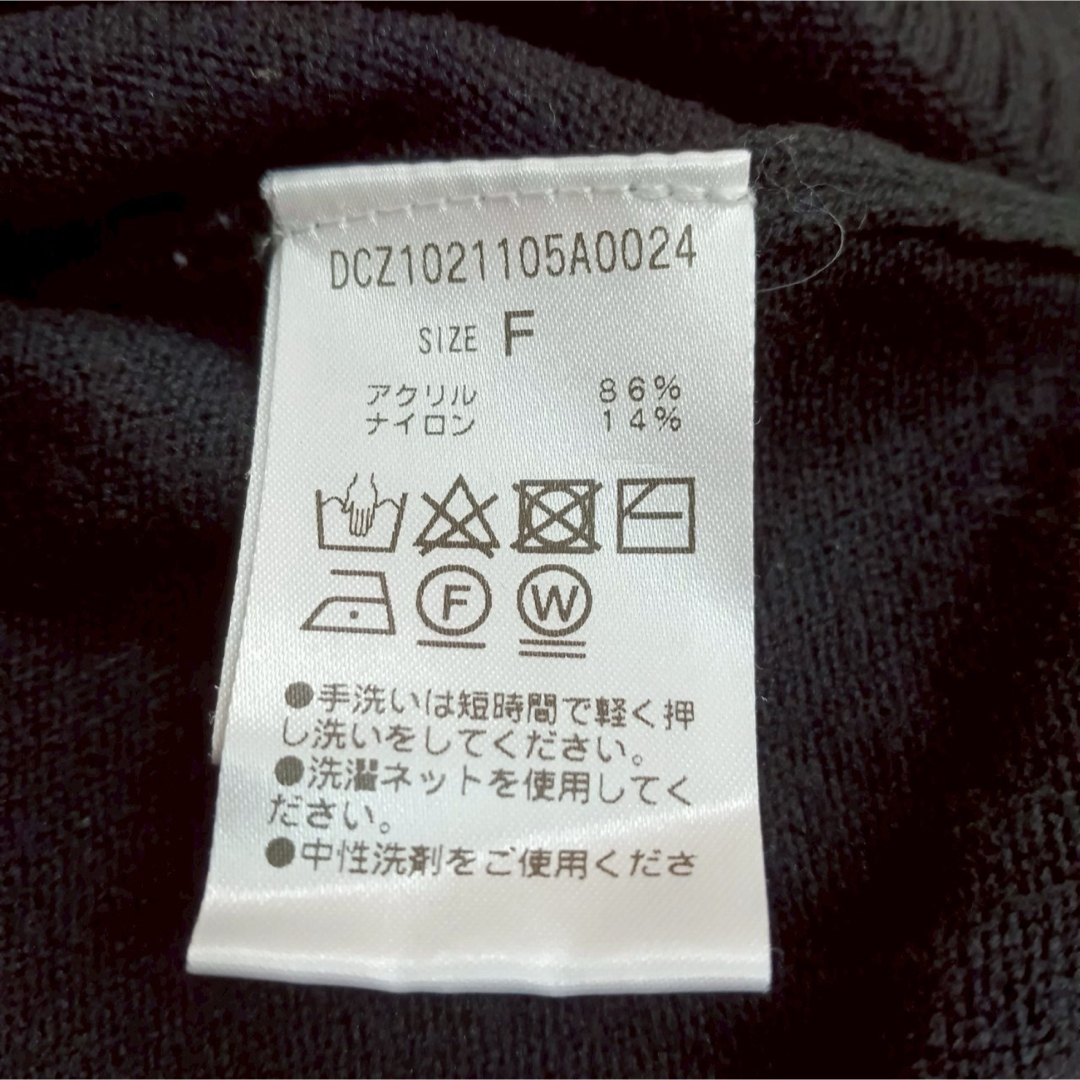 DCZ1021105A0024
SIZE F
アクリル 86%
ナイロン 14%
F W
●手洗いは短時間で軽く押
し洗いをしてください。
●洗濯ネットを使用してく
ださい。
●中性洗剤をご使用くださ